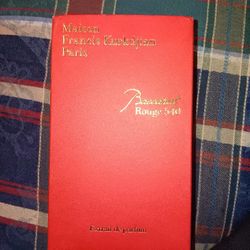 Maison
Francis Kurkdjian
Paris
Baccarat
Rouge 540
Extrait de parfum